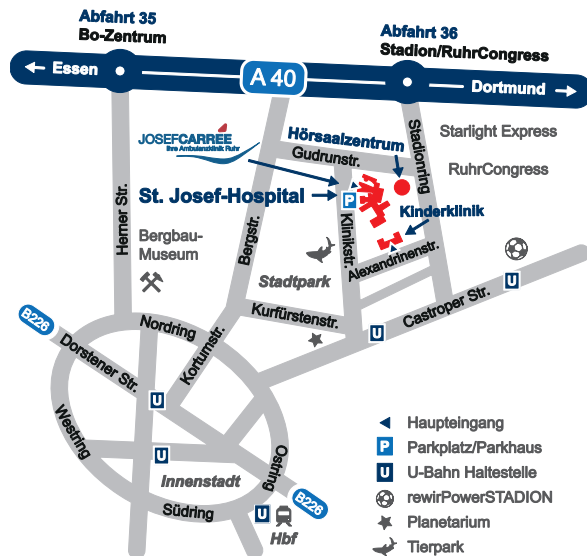 Abfahrt 35
Bo-Zentrum
Abfahrt 36
Stadion/RuhrCongress
Essen
A 40
Dortmund
JOSEFCARRÉE
Ihre Ambulanzklinik Ruhr
Hörsaalzentrum
Gudrunstr.
Stadionring
Starlight Express
RuhrCongress
St. Josef-Hospital
P
Kinderklinik
Herner Str.
Bergstr.
Klinikstr.
Bergbau-
Museum
Stadtpark
Alexandrinenstr.
U
Castroper Str.
Kurfürstenstr.
U
B226
Nordring
Dorstener Str.
Kortumstr.
U
Westring
U
Innenstadt
Ostring
B226
Südring
U
Hbf
Haupteingang
P
Parkplatz/Parkhaus
U
U-Bahn Haltestelle
rewirPowerSTADION
Planetarium
Tierpark